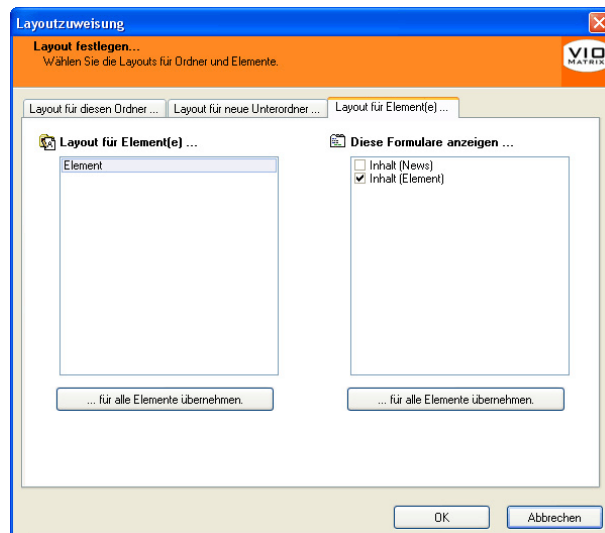 Layoutzuweisung
Layout festlegen...
Wählen Sie die Layouts für Ordner und Elemente.
VIO
MATRIX
Layout für diesen Ordner ...
Layout für neue Unterordner ...
Layout für Element(e) ...
Layout für Element(e) ...
Element
... für alle Elemente übernehmen.
Diese Formulare anzeigen ...
Inhalt (News)
Inhalt (Element)
... für alle Elemente übernehmen.
OK
Abbrechen